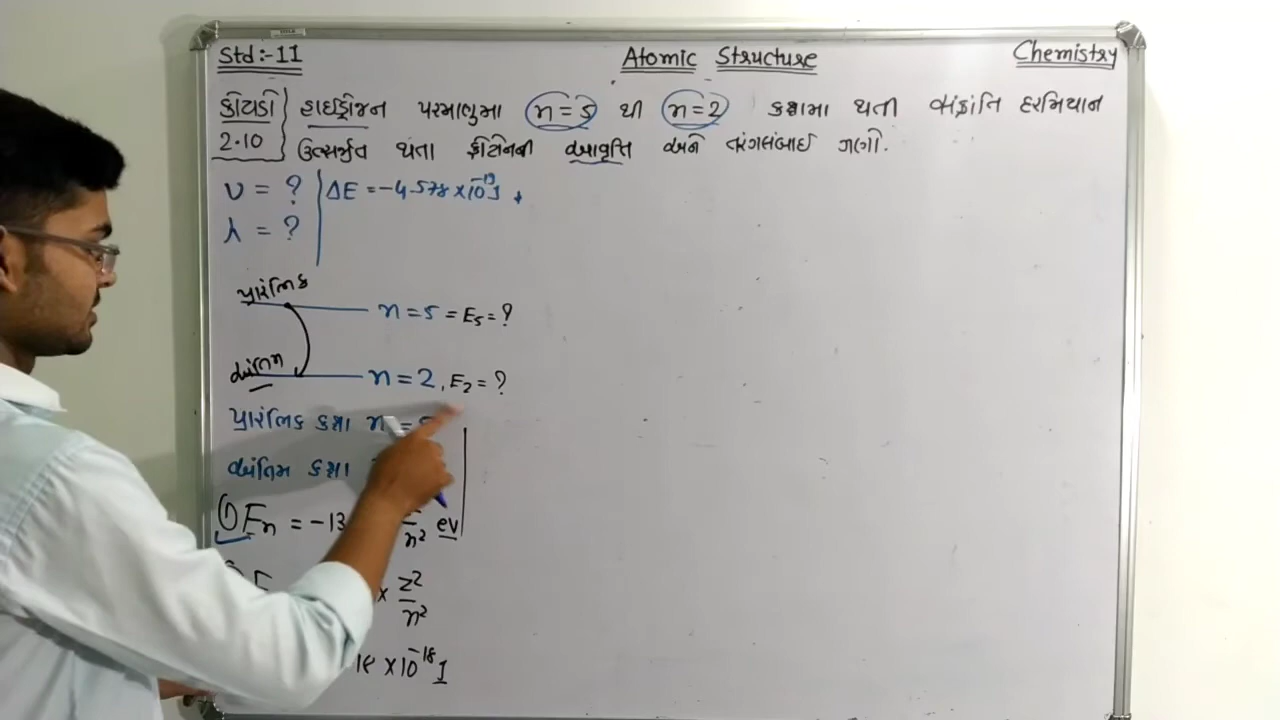 Std:-11 Atomic Structure Chemistry
કોયડો હાઇડ્રોજન પરમાણુમા n=5 થી n=2 કક્ષામા થતી સંક્રાંતિ દરમિયાન
2.10 ઉત્સર્જીત થતા ફોટોનની આવૃત્તિ અને તરંગલંબાઈ ગણો.
ν = ? ΔE = -4.578 × 10⁻¹⁹ J
λ = ?
પ્રારંભિક
n = 5 = E₅ = ?
અંતિમ
n = 2, E₂ = ?
પ્રારંભિક કક્ષા n =
અંતિમ કક્ષા
① Eₙ = -13 n² ev
× z²/n²
18 × 10⁻¹⁸ J